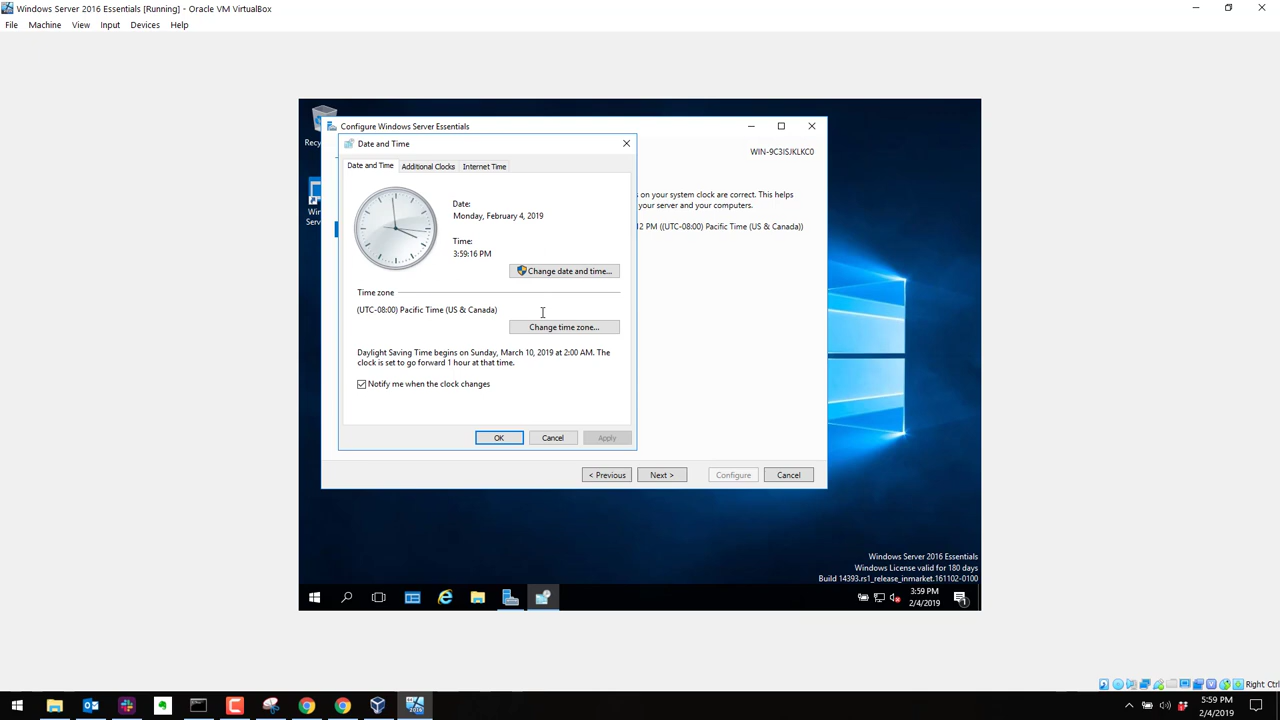 Windows Server 2016 Essentials [Running] - Oracle VM VirtualBox
File Machine View Input Devices Help
Configure Windows Server Essentials
Date and Time
WIN-9C3ISJKLKC0
Date and Time Additional Clocks Internet Time
Date:
Monday, February 4, 2019
Time:
3:59:16 PM
Change date and time...
s on your system clock are correct. This helps
your server and your computers.
12 PM ((UTC-08:00) Pacific Time (US & Canada))
Time zone
(UTC-08:00) Pacific Time (US & Canada)
Change time zone...
Daylight Saving Time begins on Sunday, March 10, 2019 at 2:00 AM. The
clock is set to go forward 1 hour at that time.
Notify me when the clock changes
OK Cancel Apply
< Previous Next > Configure Cancel
Recy
Win
Serv
Windows Server 2016 Essentials
Windows License valid for 180 days
Build 14393.rs1_release_inmarket.161102-0100
3:59 PM
2/4/2019
1
Right Ctrl
2016
5:59 PM
2/4/2019